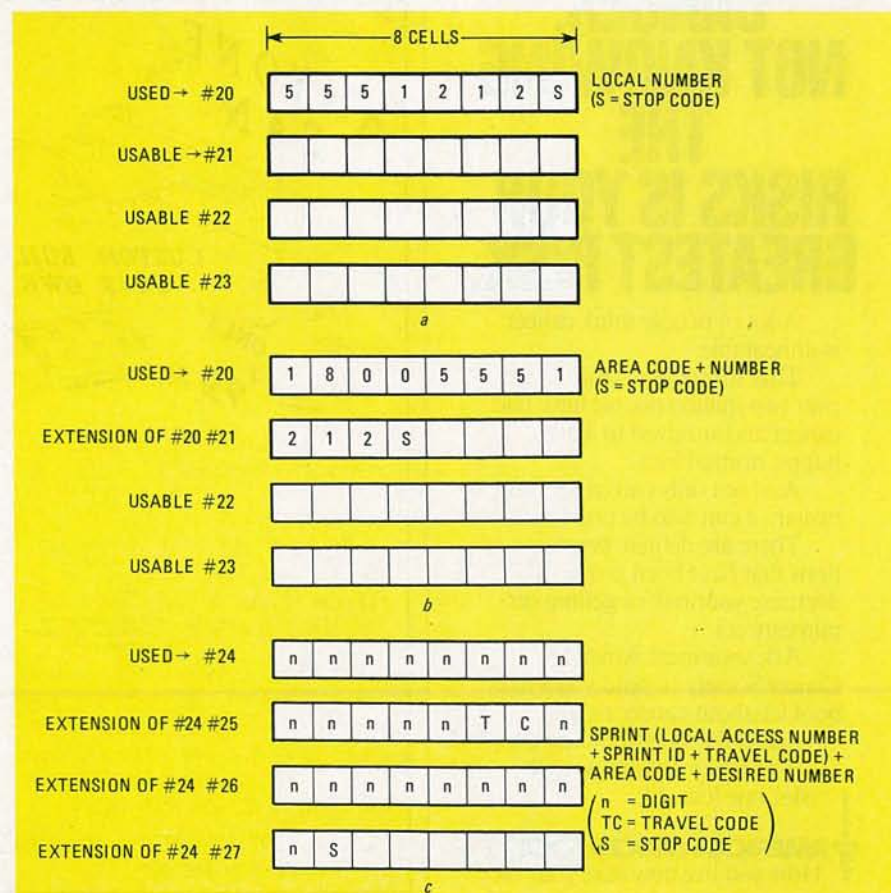 8 CELLS
USED→ #20 5 5 5 1 2 1 2 S LOCAL NUMBER
(S = STOP CODE)
USABLE →#21
USABLE #22
USABLE #23
a
USED→ #20 1 8 0 0 5 5 5 1 AREA CODE + NUMBER
(S = STOP CODE)
EXTENSION OF #20 #21 2 1 2 S
USABLE #22
USABLE #23
b
USED→ #24 n n n n n n n n
EXTENSION OF #24 #25 n n n n n T C n
SPRINT (LOCAL ACCESS NUMBER
+ SPRINT ID + TRAVEL CODE) +
AREA CODE + DESIRED NUMBER
EXTENSION OF #24 #26 n n n n n n n n
(n = DIGIT
TC = TRAVEL CODE
S = STOP CODE)
EXTENSION OF #24 #27 n S
c